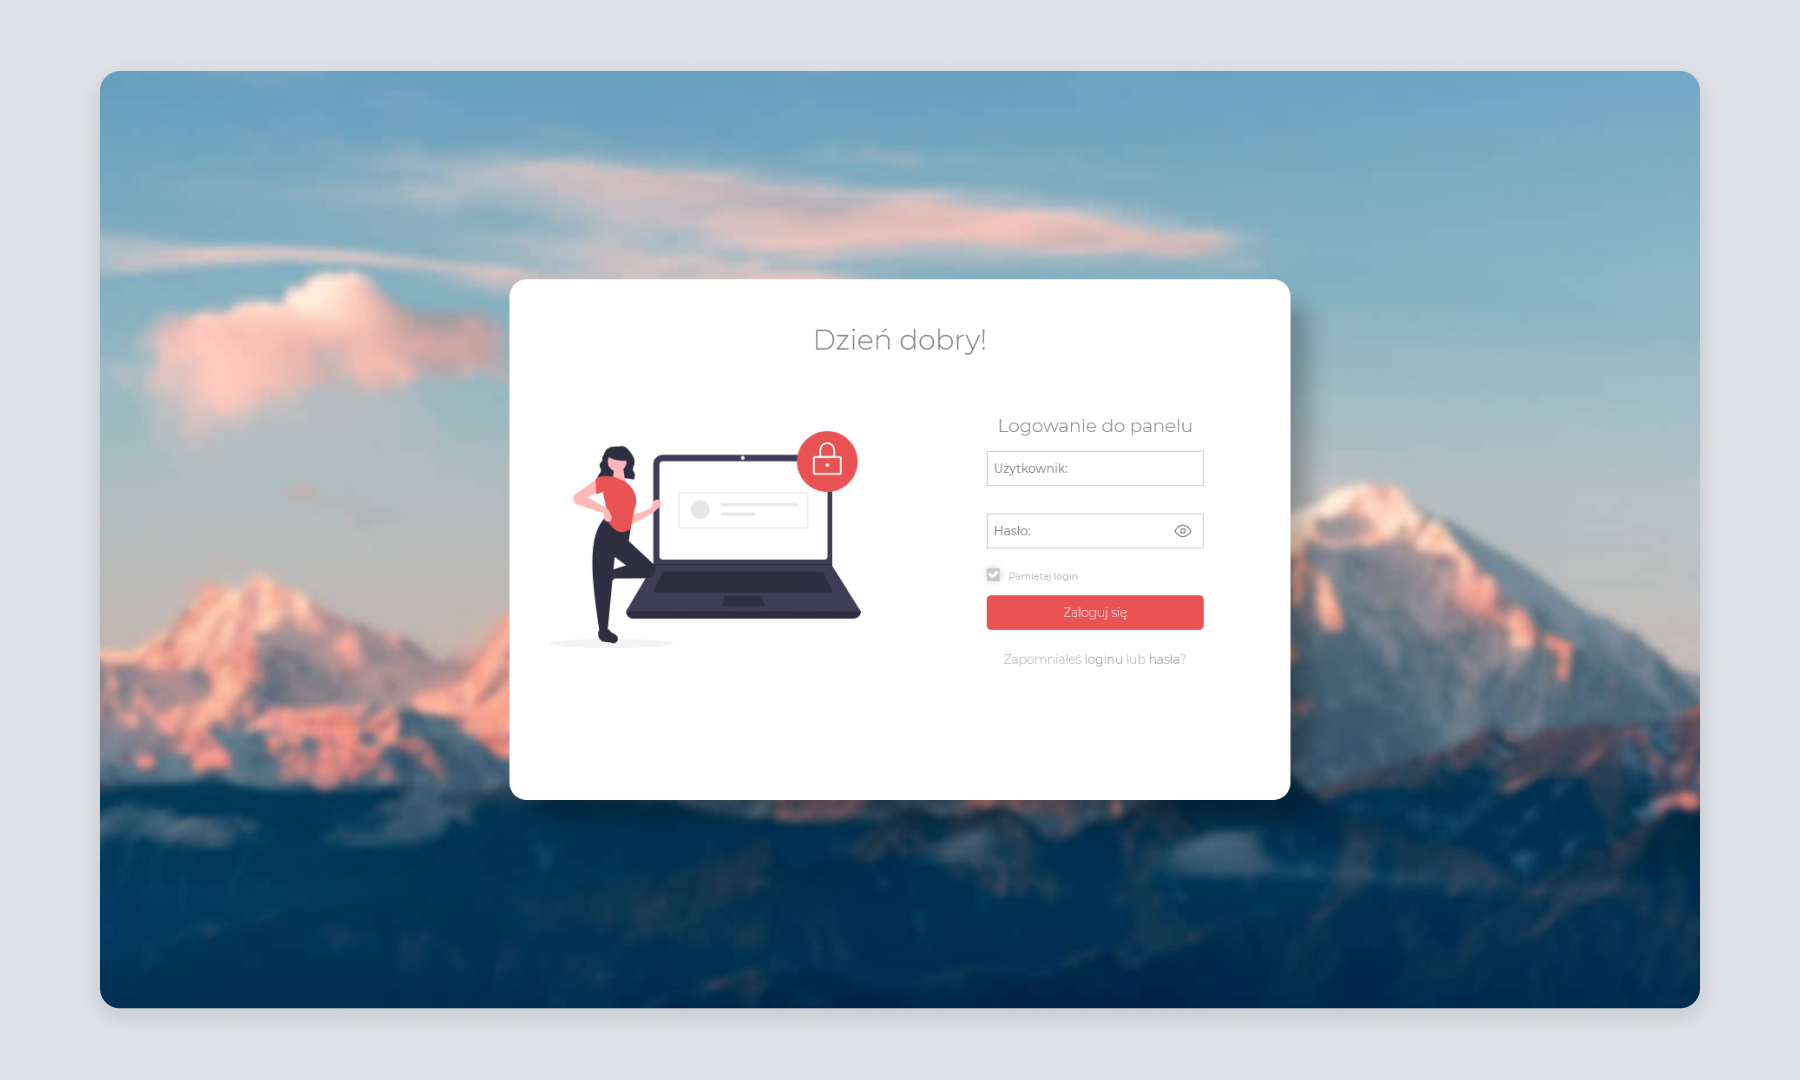 Dzień dobry!
Logowanie do panelu
Użytkownik:
Hasło:
Pamiętaj login
Zaloguj się
Zapomniałeś loginu lub hasła?